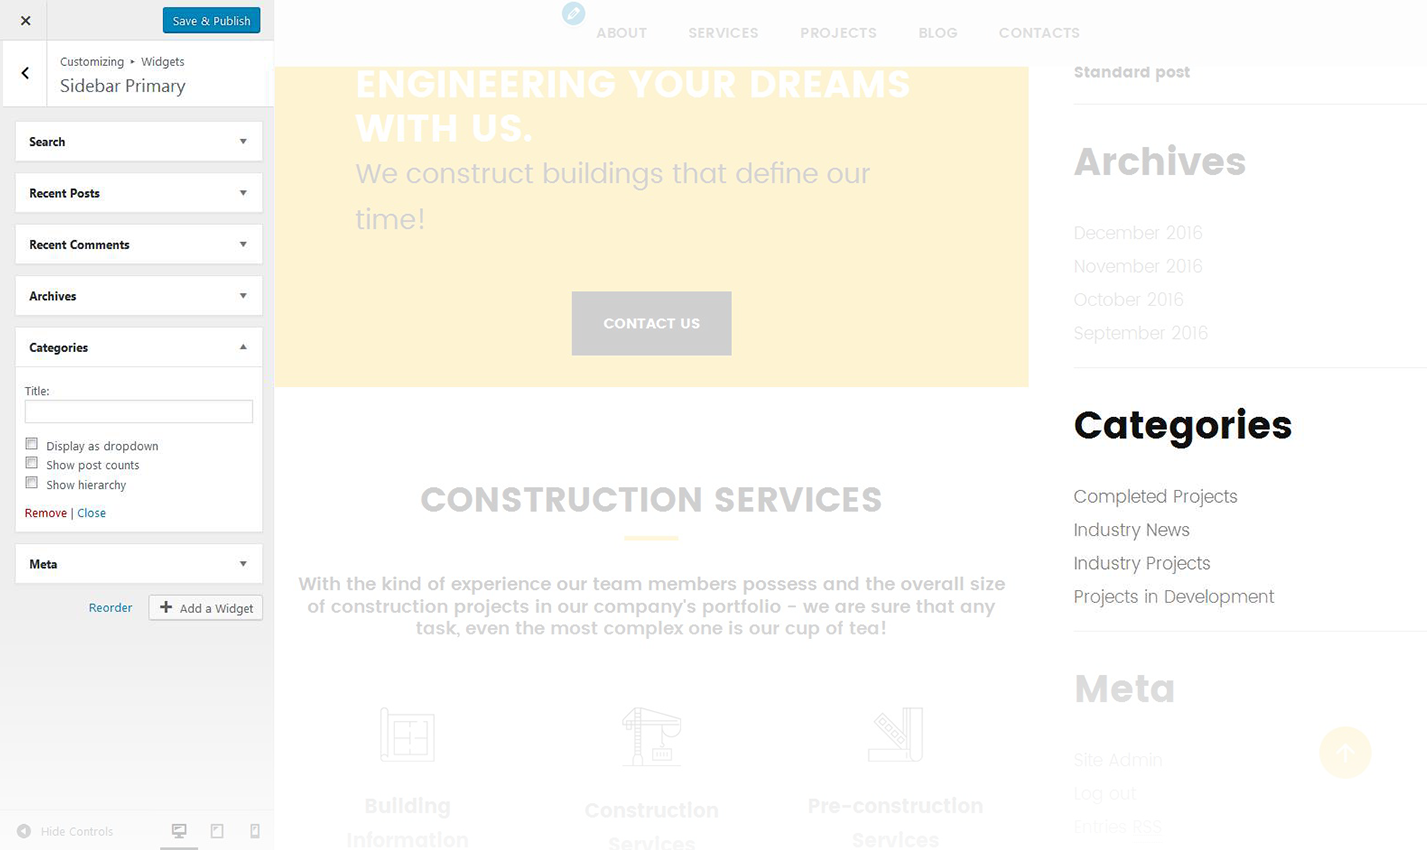 Save & Publish
Customizing ▸ Widgets
Sidebar Primary
Search
Recent Posts
Recent Comments
Archives
Categories
Title:
Display as dropdown
Show post counts
Show hierarchy
Remove | Close
Meta
Reorder
Add a Widget
Hide Controls
ABOUT SERVICES PROJECTS BLOG CONTACTS
ENGINEERING YOUR DREAMS
WITH US.
We construct buildings that define our
time!
CONTACT US
CONSTRUCTION SERVICES
With the kind of experience our team members possess and the overall size
of construction projects in our company's portfolio – we are sure that any
task, even the most complex one is our cup of tea!
Building
Information
Construction
Services
Pre-construction
Services
Standard post
Archives
December 2016
November 2016
October 2016
September 2016
Categories
Completed Projects
Industry News
Industry Projects
Projects in Development
Meta
Site Admin
Log out
Entries RSS